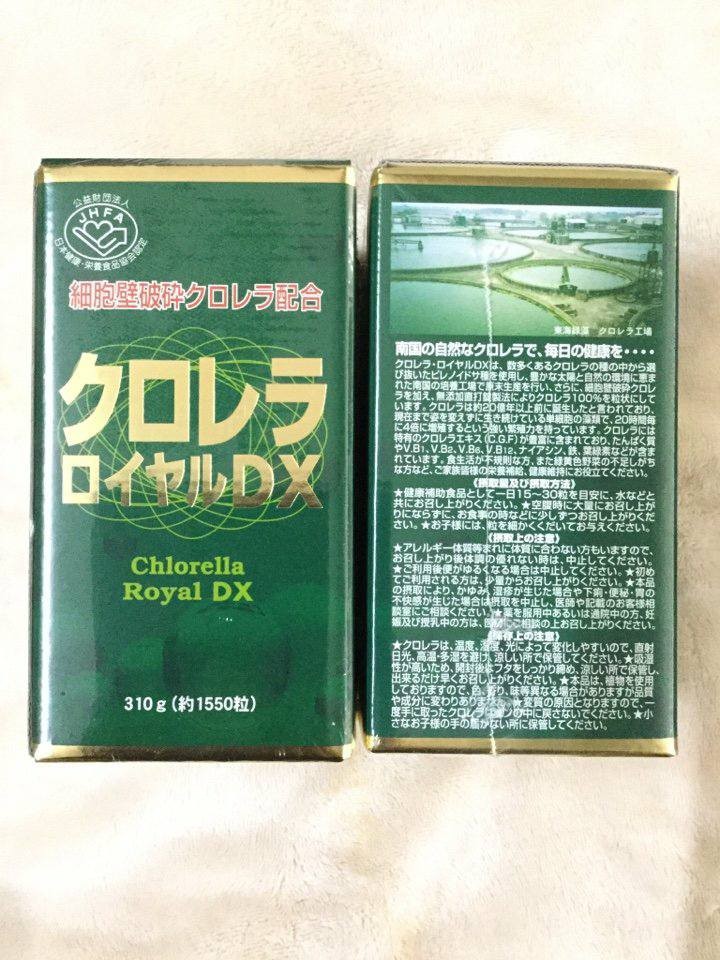 公益財団法人
JHFA
日本健康・栄養食品協会認定
細胞壁破砕クロレラ配合
クロレラ
ロイヤルDX
Chlorella
Royal DX
310g(約1550粒)
東海緑藻 クロレラ工場
南国の自然なクロレラで、毎日の健康を‥‥
クロレラ・ロイヤルDXは、数多くあるクロレラの種の中から選
び抜いたピレノイドサ種を使用し、豊かな太陽と自然の環境に恵ま
れた南国の培養工場で原末生産を行い、さらに、細胞壁破砕クロレ
ラを加え、無添加直打錠製法によりクロレラ100%を粒状にして
います。クロレラは約20億年以上前に誕生したと言われており、
現在まで姿を変えずに生き続けている単細胞の藻類で、20時間毎
に4倍に増殖するという強い繁殖力を持っています。クロレラには
特有のクロレラエキス(C.G.F)が豊富に含まれており、たんぱく質
やV.B1、V.B2、V.B6、V.B12、ナイアシン、鉄、葉緑素などが含ま
れています。食生活が不規則な方、また緑黄色野菜の不足しがち
な方など、ご家族皆様の栄養補給、健康維持にお役立てください。
《摂取量及び摂取方法》
★健康補助食品として一日15～30粒を目安に、水などと
共にお召し上がりください。★空腹時に大量にお召し上が
りにならずに、お食事の時などに少しずつお召し上がりくだ
さい。★お子様には、粒を細かくくだいてお与えください。
《摂取上の注意》
★アレルギー体質等まれに体質に合わない方もいますので、
お召し上がり後体調の優れない時は、中止してください。
★ご利用後便がゆるくなる場合は中止してください。★初め
てご利用される方は、少量からお召し上がりください。★本品
の摂取により、かゆみ、湿疹が生じた場合や下痢・便秘・胃の
不快感が生じた場合は摂取を中止し、医師や記載のお客様相
談室にご相談ください。★薬を服用中あるいは通院中の方、妊
娠及び授乳中の方は、医師にご相談の上お召し上がりください。
《保存上の注意》
★クロレラは、温度、湿度、光によって変化しやすいので、直射
日光、高温・多湿を避け、涼しい所で保管してください。★吸湿
性が高いため、開封後はフタをしっかり締め、涼しい所で保管し、
出来るだけ早くお召し上がりください。★本品は、植物を使用
しておりますので、色、香り、味等異なる場合がありますが品質
や成分に変わりありません。★変質の原因となりますので、一
度手に取ったクロレラはビンの中に戻さないでください。★小
さなお子様の手の届かない所に保管してください。